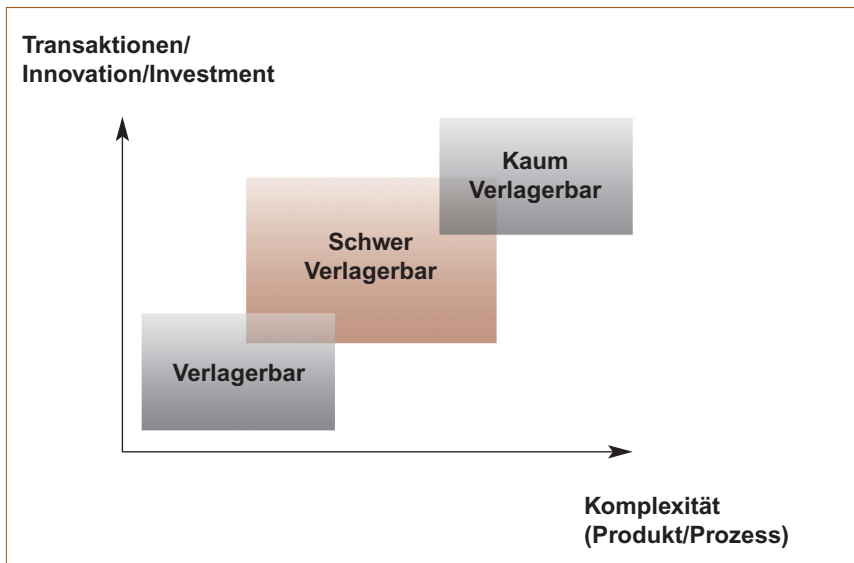 Transaktionen/
Innovation/Investment
Kaum
Verlagerbar
Schwer
Verlagerbar
Verlagerbar
Komplexität
(Produkt/Prozess)